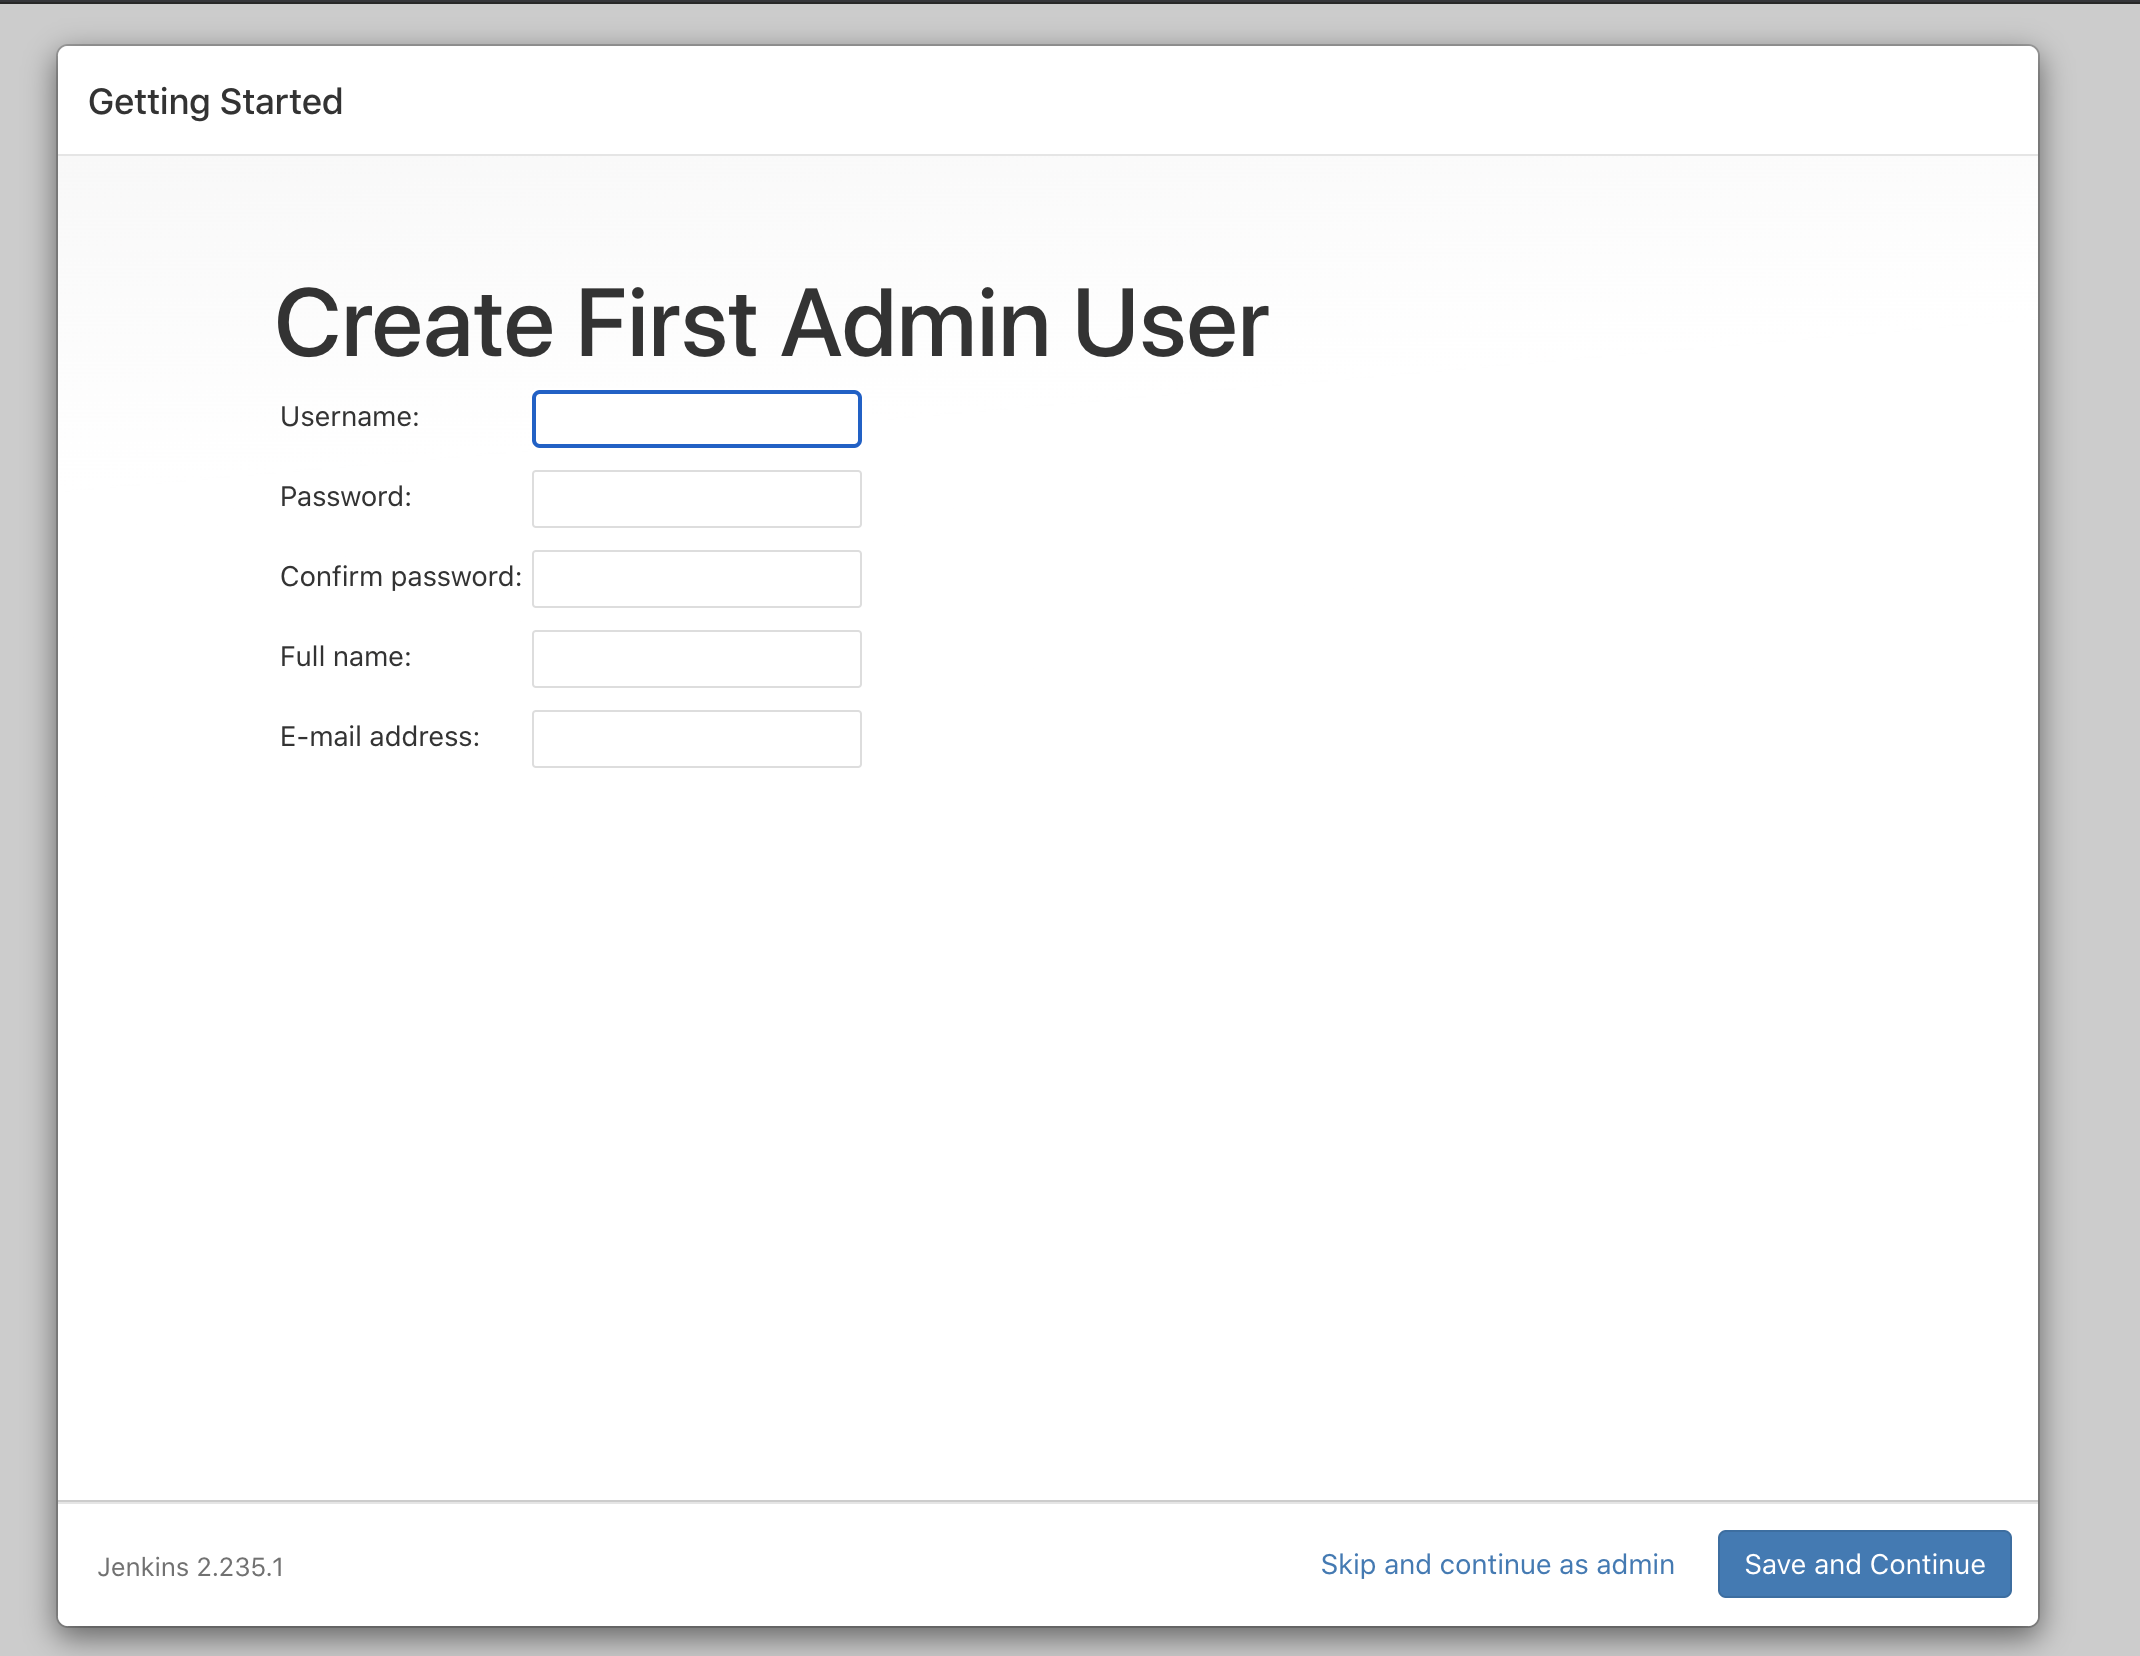 Getting Started
Create First Admin User
Username:
Password:
Confirm password:
Full name:
E-mail address:
Jenkins 2.235.1
Skip and continue as admin
Save and Continue